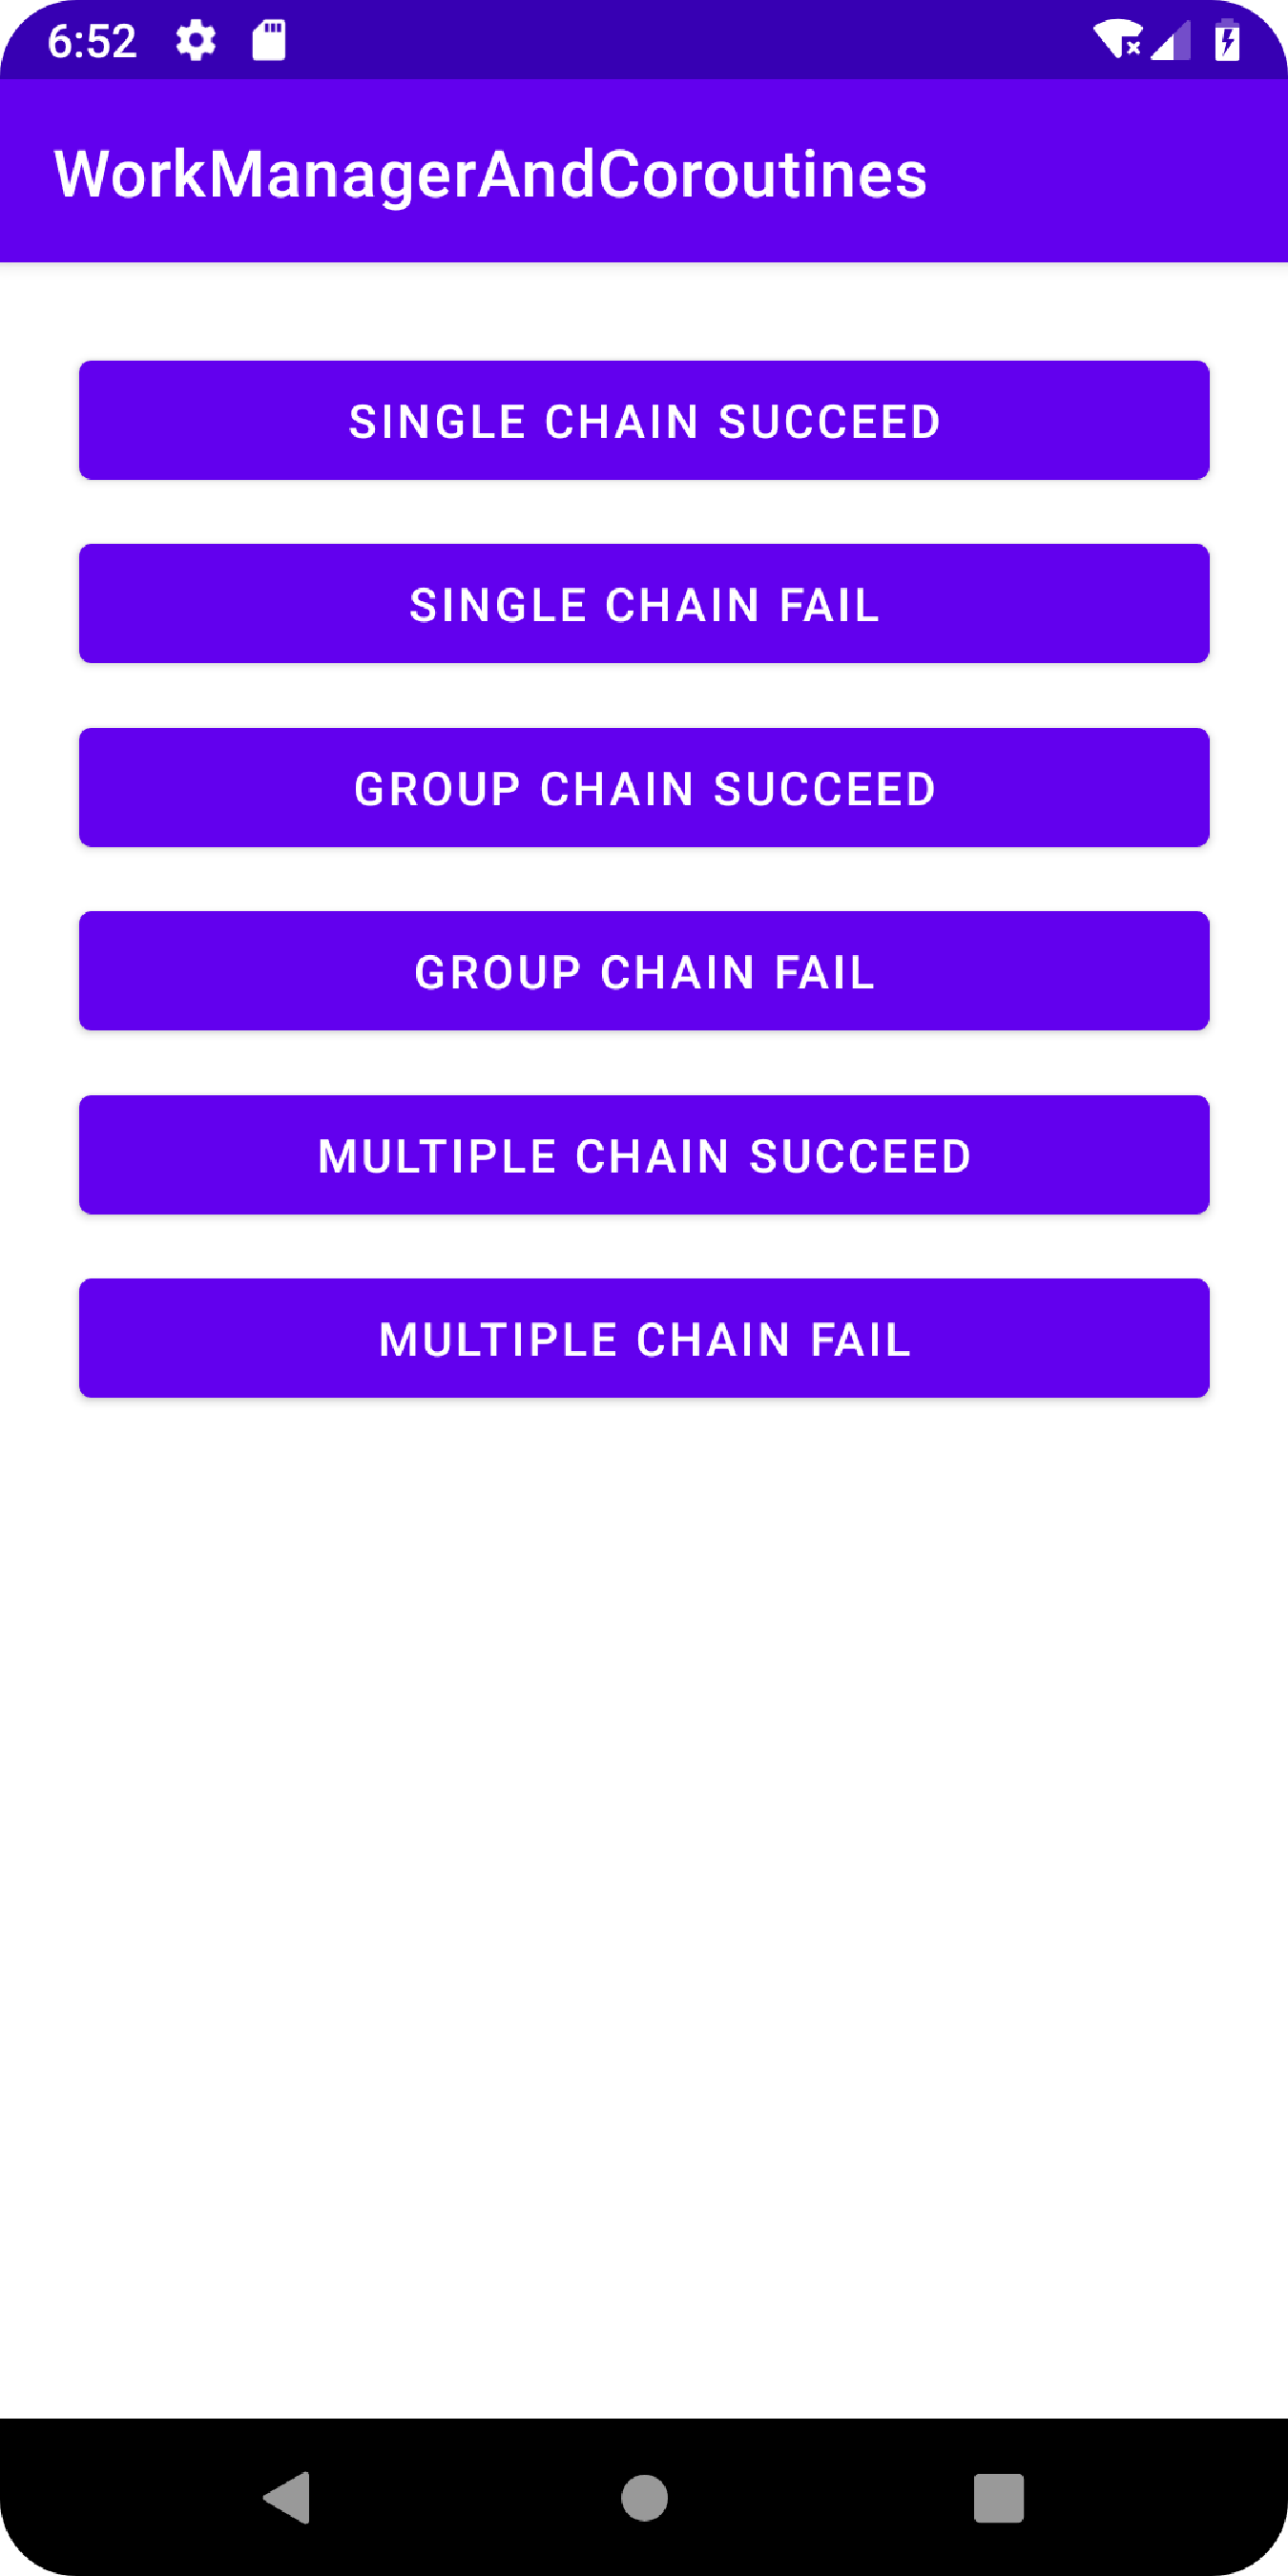 6:52
WorkManagerAndCoroutines
SINGLE CHAIN SUCCEED
SINGLE CHAIN FAIL
GROUP CHAIN SUCCEED
GROUP CHAIN FAIL
MULTIPLE CHAIN SUCCEED
MULTIPLE CHAIN FAIL